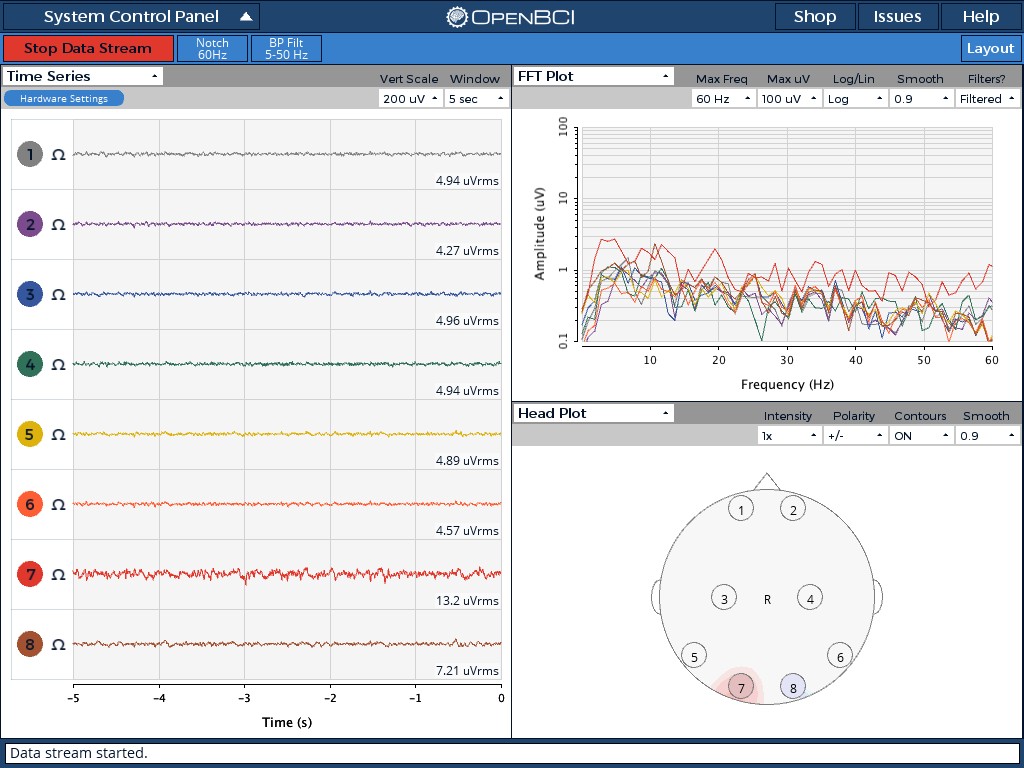 System Control Panel
OpenBCI
Shop
Issues
Help
Stop Data Stream
Notch
60Hz
BP Filt
5-50 Hz
Layout
Time Series
Vert Scale
Window
Hardware Settings
200 uV
5 sec
1 Ω
4.94 uVrms
2 Ω
4.27 uVrms
3 Ω
4.96 uVrms
4 Ω
4.94 uVrms
5 Ω
4.89 uVrms
6 Ω
4.57 uVrms
7 Ω
13.2 uVrms
8 Ω
7.21 uVrms
-5 -4 -3 -2 -1 0
Time (s)
FFT Plot
Max Freq
Max uV
Log/Lin
Smooth
Filters?
60 Hz
100 uV
Log
0.9
Filtered
100
10
1
0.1
Amplitude (uV)
10 20 30 40 50 60
Frequency (Hz)
Head Plot
Intensity
Polarity
Contours
Smooth
1x
+/-
ON
0.9
1 2
3 R 4
5 6
7 8
Data stream started.